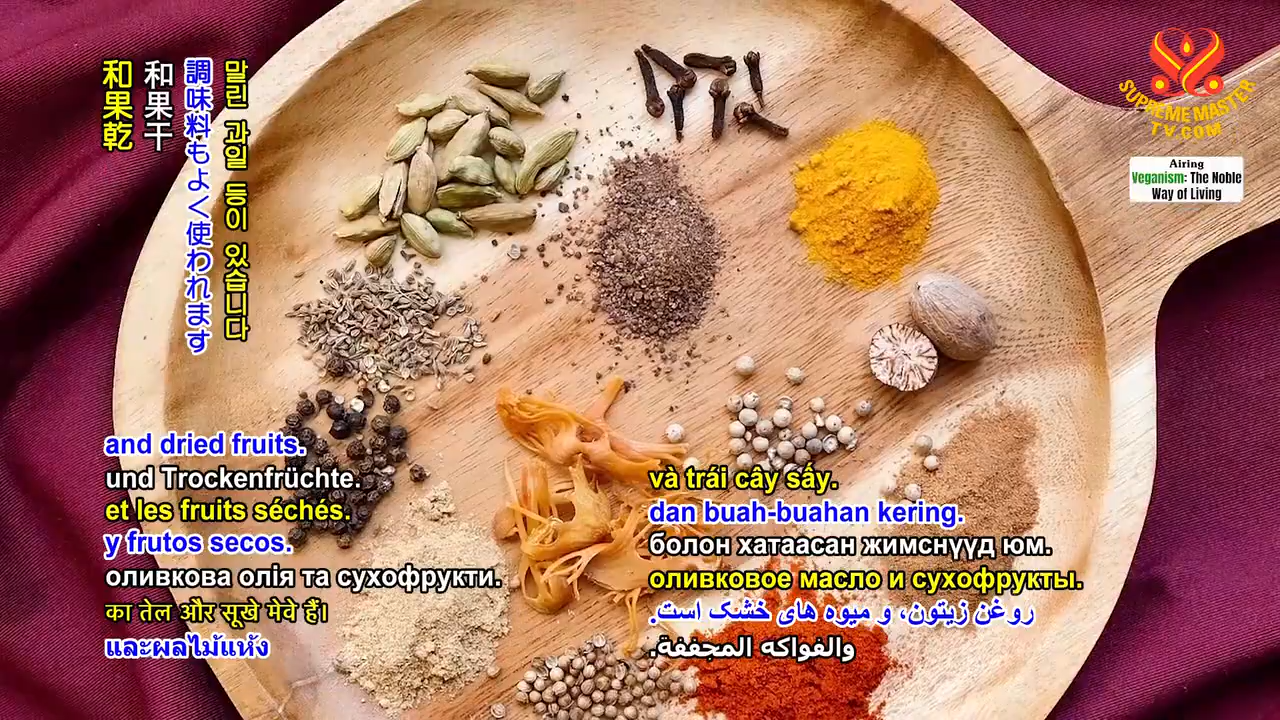 和果乾
和果干
調味料もよく使われます
말린 과일 등이 있습니다
SUPREME MASTER
TV.COM
Airing
Veganism: The Noble
Way of Living
and dried fruits.
und Trockenfrüchte.
et les fruits séchés.
y frutos secos.
оливкова олія та сухофрукти.
का तेल और सूखे मेवे हैं।
และผลไม้แห้ง
và trái cây sấy.
dan buah-buahan kering.
болон хатаасан жимснүүд юм.
оливковое масло и сухофрукты.
روغن زیتون، و میوه های خشک است.
والفواكه المجففة.